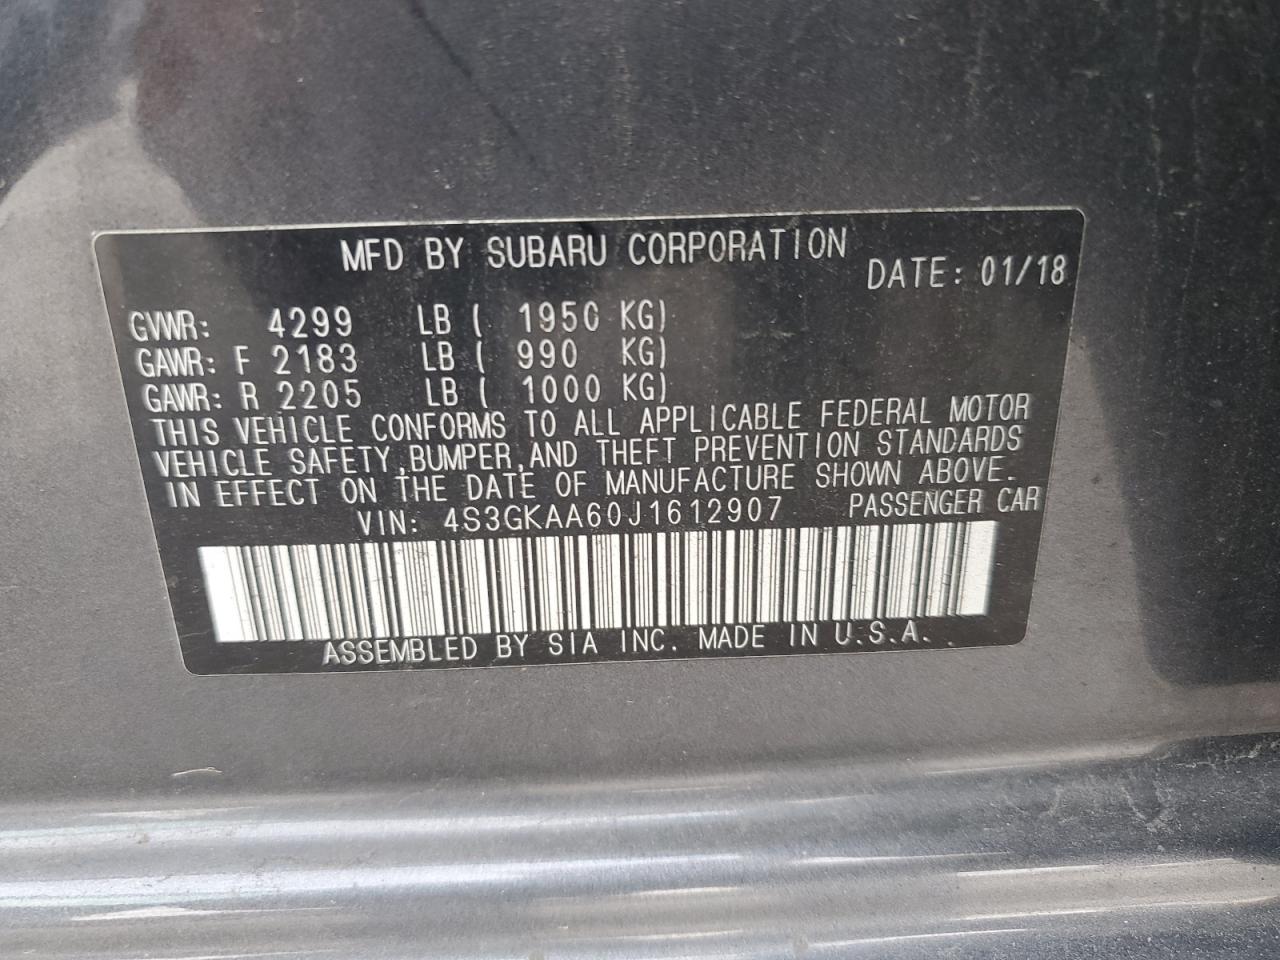 MFD BY SUBARU CORPORATION
DATE: 01/18
GVWR: 4299 LB ( 1950 KG)
GAWR: F 2183 LB ( 990 KG)
GAWR: R 2205 LB ( 1000 KG)
THIS VEHICLE CONFORMS TO ALL APPLICABLE FEDERAL MOTOR
VEHICLE SAFETY,BUMPER,AND THEFT PREVENTION STANDARDS
IN EFFECT ON THE DATE OF MANUFACTURE SHOWN ABOVE.
VIN: 4S3GKAA60J1612907 PASSENGER CAR
ASSEMBLED BY SIA INC. MADE IN U.S.A.